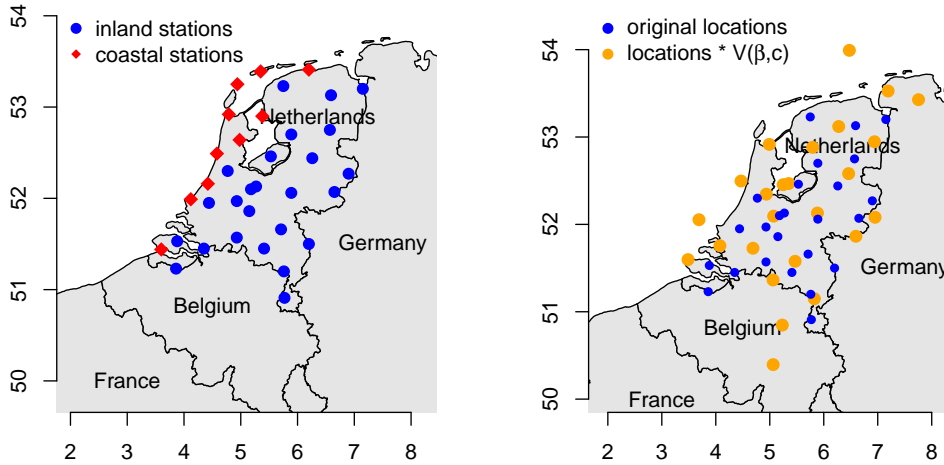 inland stations
coastal stations
Netherlands
Germany
Belgium
France
54
53
52
51
50
2 3 4 5 6 7 8
original locations
locations * V(β,c)
Netherlands
Germany
Belgium
France
54
53
52
51
50
2 3 4 5 6 7 8